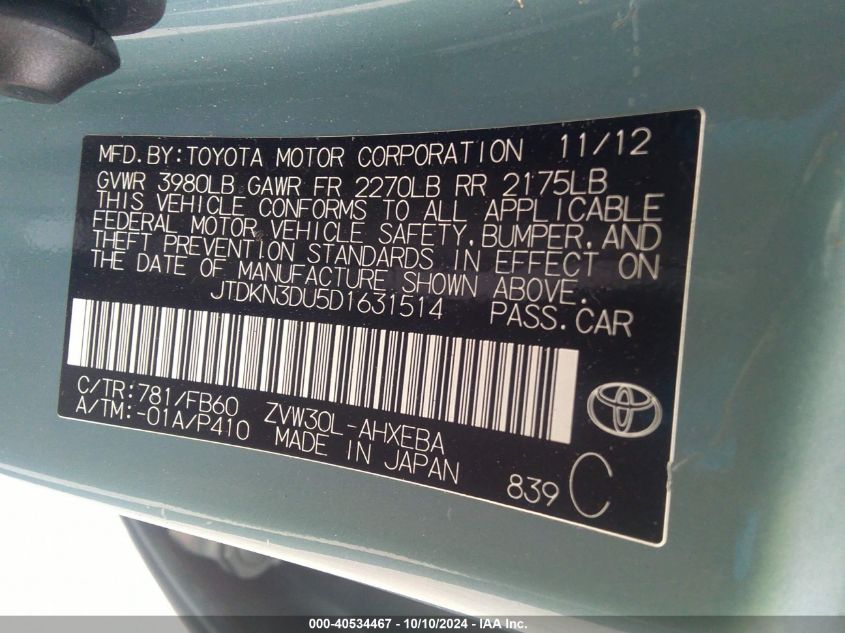 MFD.BY:TOYOTA MOTOR CORPORATION 11/12
GVWR 3980LB GAWR FR 2270LB RR 2175LB
THIS VEHICLE CONFORMS TO ALL APPLICABLE
FEDERAL MOTOR VEHICLE SAFETY, BUMPER, AND
THEFT PREVENTION STANDARDS IN EFFECT ON
THE DATE OF MANUFACTURE SHOWN ABOVE.
JTDKN3DU5D1631514 PASS.CAR
C/TR:781/FB60 ZVW30L-AHXEBA
A/TM:-01A/P410 MADE IN JAPAN
839 C
000-40534467 - 10/10/2024 - IAA Inc.